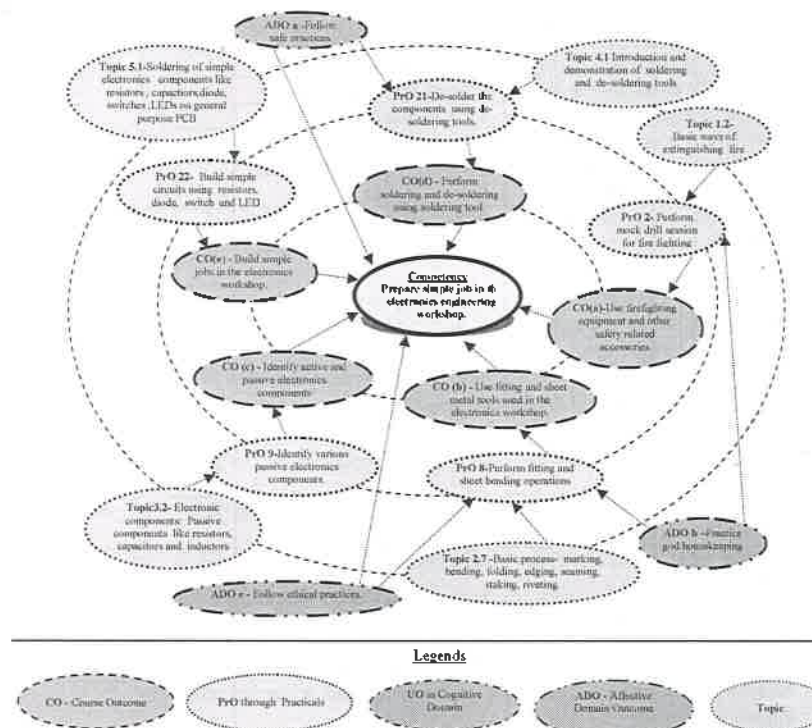 ADO a -Follow
safe practices
Topic 5.1-Soldering of simple
electronics components like
resistors, capactiors,diode,
switches ,LEDs on general
purpose PCB
Topic 4.1 Introduction and
demonstration of soldering
and de-soldering tools
PrO 21-De-solder the
components using de-
soldering tools.
Topic 1.2-
Basic ways of
extinguishing fire
PrO 22- Build simple
circuits using resistors,
diode, switch and LED
CO(d) - Perform
soldering and de-soldering
using soldering tool
PrO 2- Perform
mock drill session
for fire fighting
CO(e) - Build simple
jobs in the electronics
workshop.
Competency
Prepare simple job in th
electronics engineering
workshop.
CO(a)-Use firefighting
equipment and other
safety related
accessories
CO (c) - Identify active and
passive electronics
components
CO (b) - Use fitting and sheet
metal tools used in the
electronics workshop.
PrO 9-Identify various
passive electronics
components.
PrO 8-Perform fitting and
sheet bending operations
Topic3.2- Electronic
components: Passive
components like resistors,
capacitors and inductors
ADO b -Practice
god housekeeping
Topic 2.7 -Basic process- marking,
bending, folding, edging, seaming,
staking, riveting.
ADO e - Follow ethical practices.
Legends
CO - Course Outcome
PrO through Practicals
UO in Cognitive
Domain
ADO - Affective
Domain Outcome
Topic